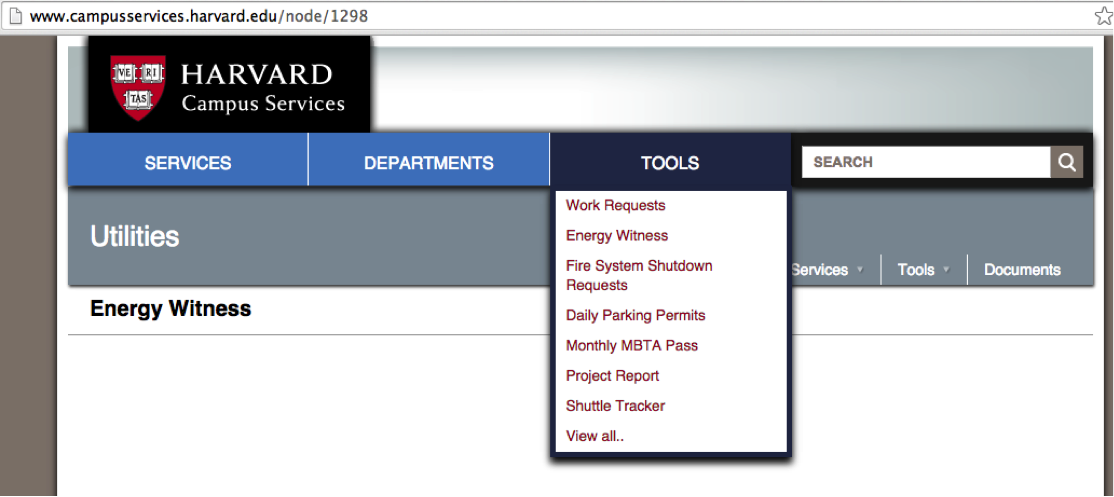 www.campusservices.harvard.edu/node/1298
VE RI
TAS
HARVARD
Campus Services
SERVICES
DEPARTMENTS
TOOLS
SEARCH
Work Requests
Energy Witness
Fire System Shutdown
Requests
Daily Parking Permits
Monthly MBTA Pass
Project Report
Shuttle Tracker
View all..
Utilities
Services
Tools
Documents
Energy Witness